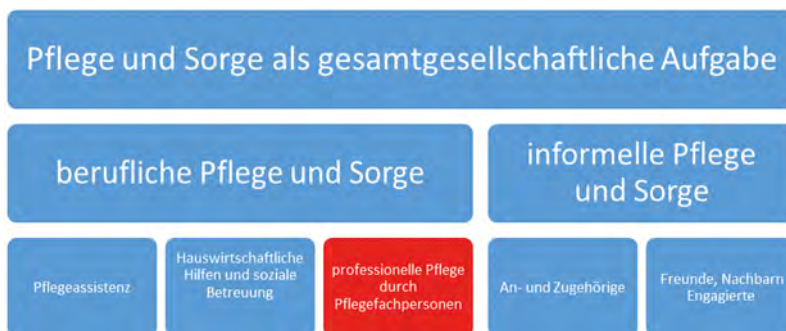 Pflege und Sorge als gesamtgesellschaftliche Aufgabe
berufliche Pflege und Sorge
informelle Pflege
und Sorge
Pflegeassistenz
Hauswirtschaftliche
Hilfen und soziale
Betreuung
professionelle Pflege
durch
Pflegefachpersonen
An- und Zugehörige
Freunde, Nachbarn
Engagierte